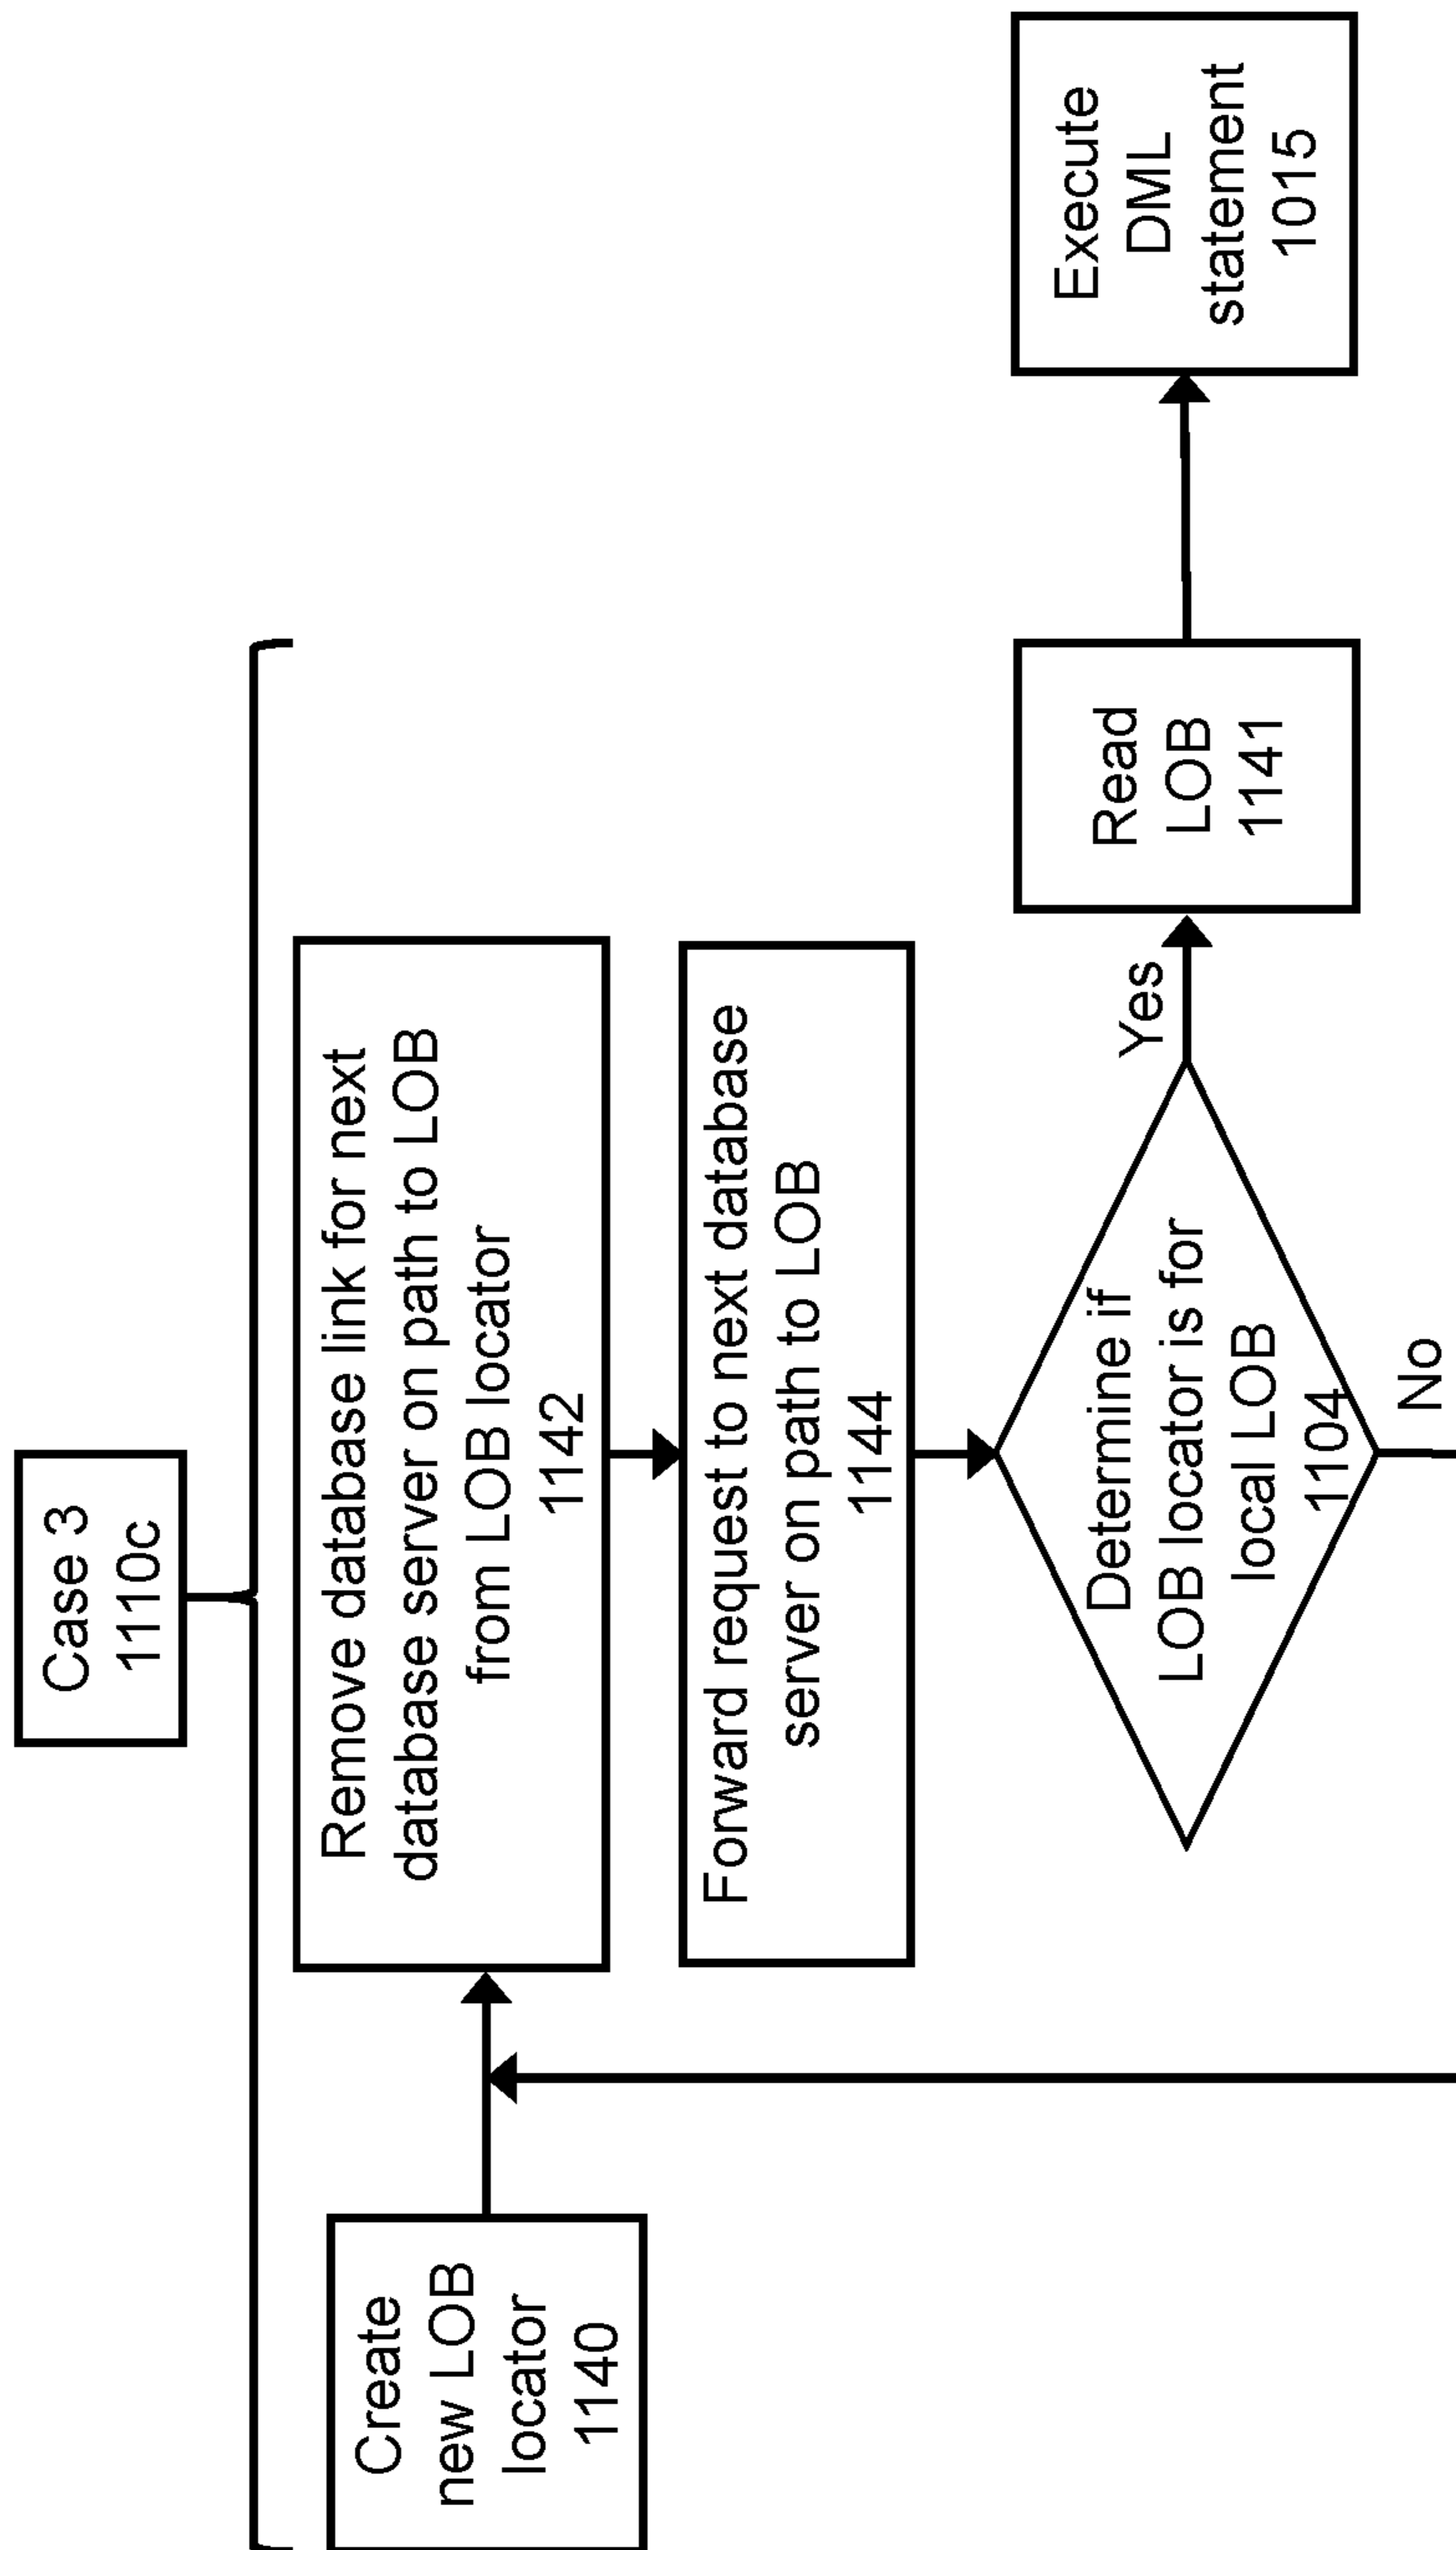 Case 3
1110c
Create
new LOB
locator
1140
Remove database link for next
database server on path to LOB
from LOB locator
1142
Forward request to next database
server on path to LOB
1144
Determine if
LOB locator is for
local LOB
1104
Yes
No
Read
LOB
1141
Execute
DML
statement
1015